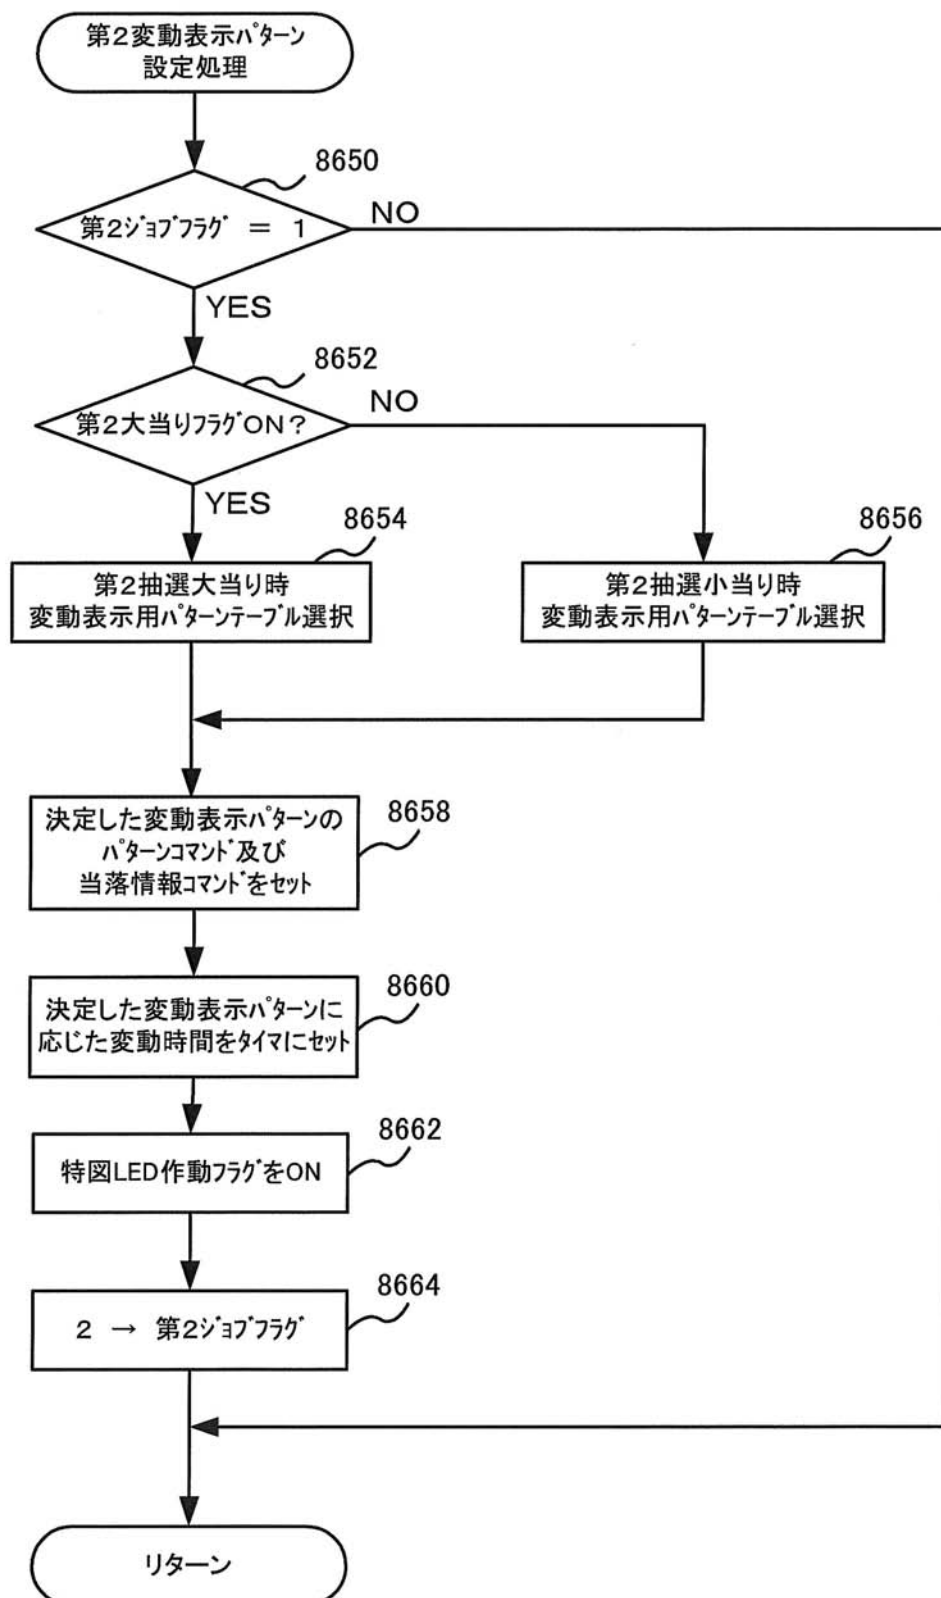 第2変動表示パターン
設定処理
8650
第2ジョブフラグ = 1
NO
YES
8652
第2大当りフラグON?
NO
YES
8654
第2抽選大当り時
変動表示用パターンテーブル選択
8656
第2抽選小当り時
変動表示用パターンテーブル選択
決定した変動表示パターンの
パターンコマンド及び
当落情報コマンドをセット
8658
決定した変動表示パターンに
応じた変動時間をタイマにセット
8660
特図LED作動フラグをON
8662
2 → 第2ジョブフラグ
8664
リターン